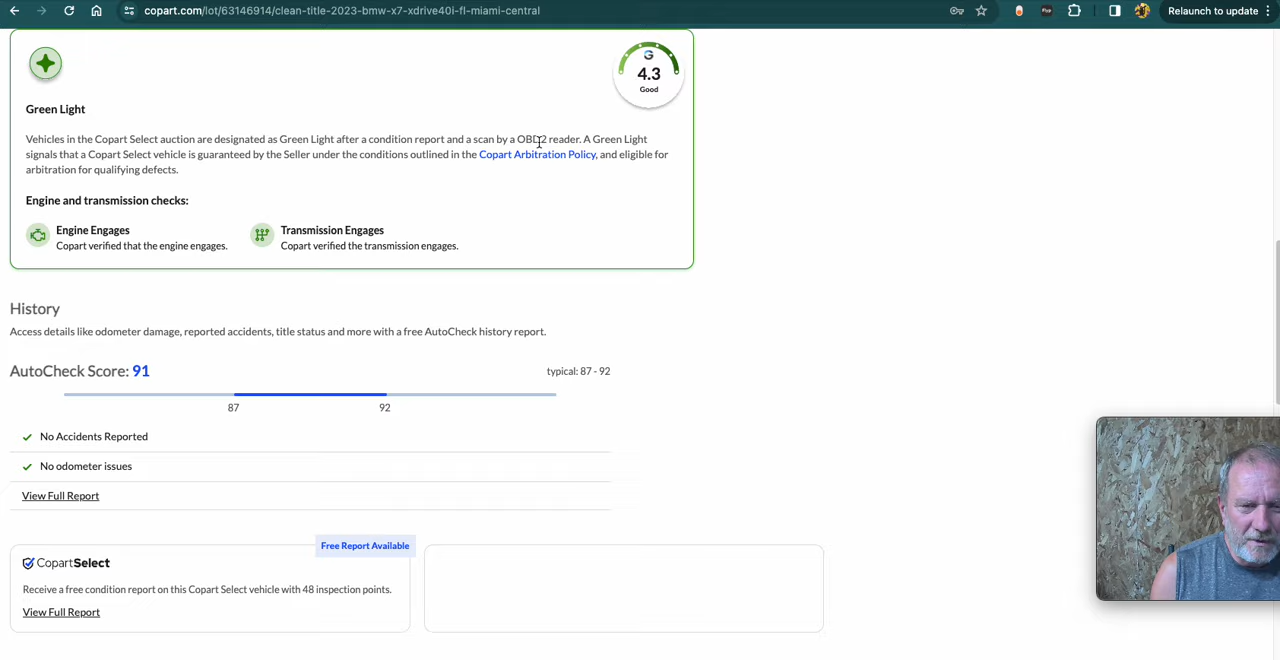 copart.com/lot/63146914/clean-title-2023-bmw-x7-xdrive40i-fl-miami-central
Relaunch to update
G
4.3
Good
Green Light
Vehicles in the Copart Select auction are designated as Green Light after a condition report and a scan by a OBD2 reader. A Green Light
signals that a Copart Select vehicle is guaranteed by the Seller under the conditions outlined in the Copart Arbitration Policy, and eligible for
arbitration for qualifying defects.
Engine and transmission checks:
Engine Engages
Copart verified that the engine engages.
Transmission Engages
Copart verified the transmission engages.
History
Access details like odometer damage, reported accidents, title status and more with a free AutoCheck history report.
AutoCheck Score: 91
typical: 87 - 92
87
92
No Accidents Reported
No odometer issues
View Full Report
Free Report Available
CopartSelect
Receive a free condition report on this Copart Select vehicle with 48 inspection points.
View Full Report